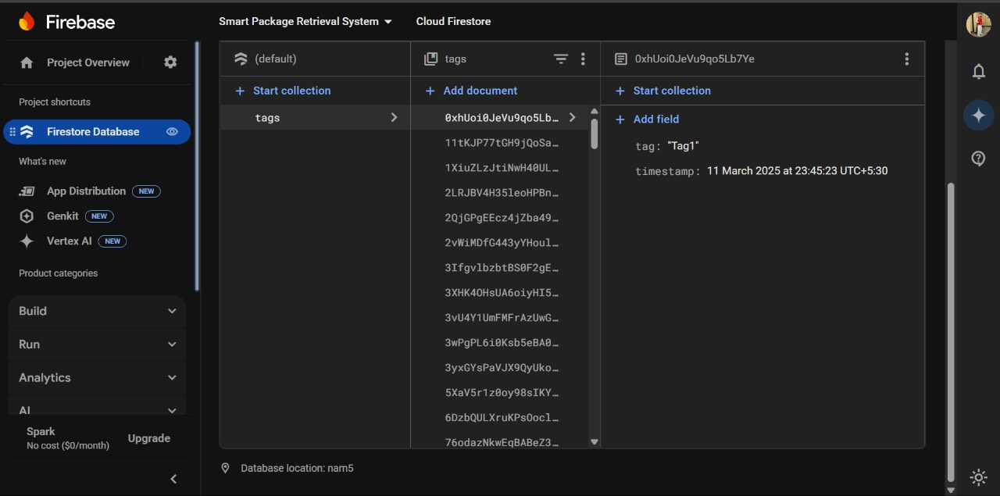 Firebase
Smart Package Retrieval System
Cloud Firestore
Project Overview
Project shortcuts
Firestore Database
What's new
App Distribution NEW
Genkit NEW
Vertex AI NEW
Product categories
Build
Run
Analytics
AI
Spark
No cost ($0/month)
Upgrade
(default)
+ Start collection
tags
tags
+ Add document
0xhUoi0JeVu9qo5Lb…
11tKJP77tGH9jQoSa…
1XiuZLzJtiNwH40UL…
2LRJBV4H35leoHPBn…
2QjGPgEEcz4jZba49…
2vWiMDfG443yYHoul…
3IfgvlbzbtBS0F2gE…
3XHK4OHsUA6oiyHI5…
3vU4Y1UmFMFrAzUwG…
3wPgPL6i0Ksb5eBA0…
3yxGYsPaVJX9QyUko…
5XaV5r1z0oy98sIKY…
6DzbQULXruKPsOocl…
76odazNkwEqBABeZ3…
0xhUoi0JeVu9qo5Lb7Ye
+ Start collection
+ Add field
tag: "Tag1"
timestamp: 11 March 2025 at 23:45:23 UTC+5:30
Database location: nam5